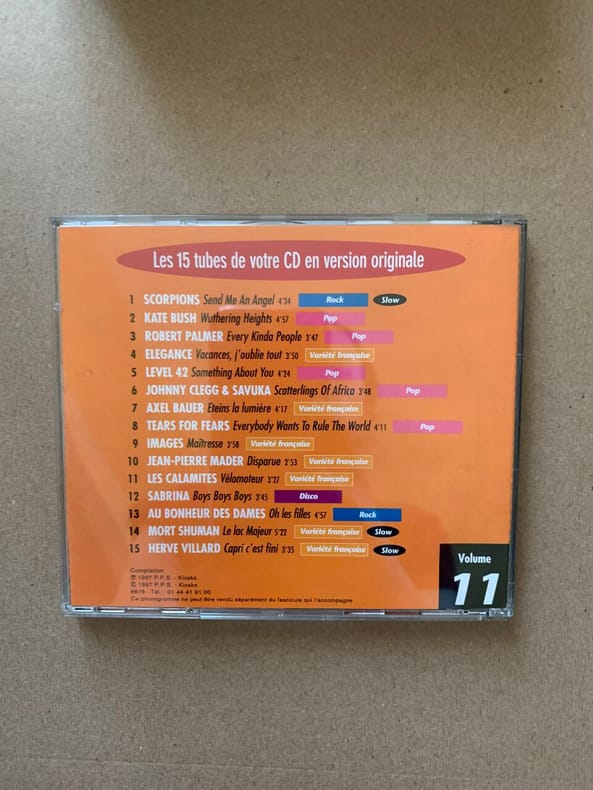 Les 15 tubes de votre CD en version originale
1 SCORPIONS Send Me An Angel 4'34 Rock Slow
2 KATE BUSH Wuthering Heights 4'57 Pop
3 ROBERT PALMER Every Kinda People 3'47 Pop
4 ELEGANCE Vacances, j'oublie tout 3'50 Variété française
5 LEVEL 42 Something About You 4'24 Pop
6 JOHNNY CLEGG & SAVUKA Scatterlings Of Africa 3'48 Pop
7 AXEL BAUER Eteins la lumière 4'17 Variété française
8 TEARS FOR FEARS Everybody Wants To Rule The World 4'11 Pop
9 IMAGES Maîtresse 3'58 Variété française
10 JEAN-PIERRE MADER Disparue 2'53 Variété française
11 LES CALAMITES Vélomoteur 3'27 Variété française
12 SABRINA Boys Boys Boys 3'45 Disco
13 AU BONHEUR DES DAMES Oh les filles 4'57 Rock
14 MORT SHUMAN Le lac Majeur 5'22 Variété française Slow
15 HERVE VILLARD Capri c'est fini 3'35 Variété française Slow
Compilation
℗ 1997 P.P.S. - Kiosks
© 1997 P.P.S. - Kiosks
6616 - Tél. : 01 44 41 91 00
Ce phonogramme ne peut être vendu séparément du fascicule qui l'accompagne
Volume
11